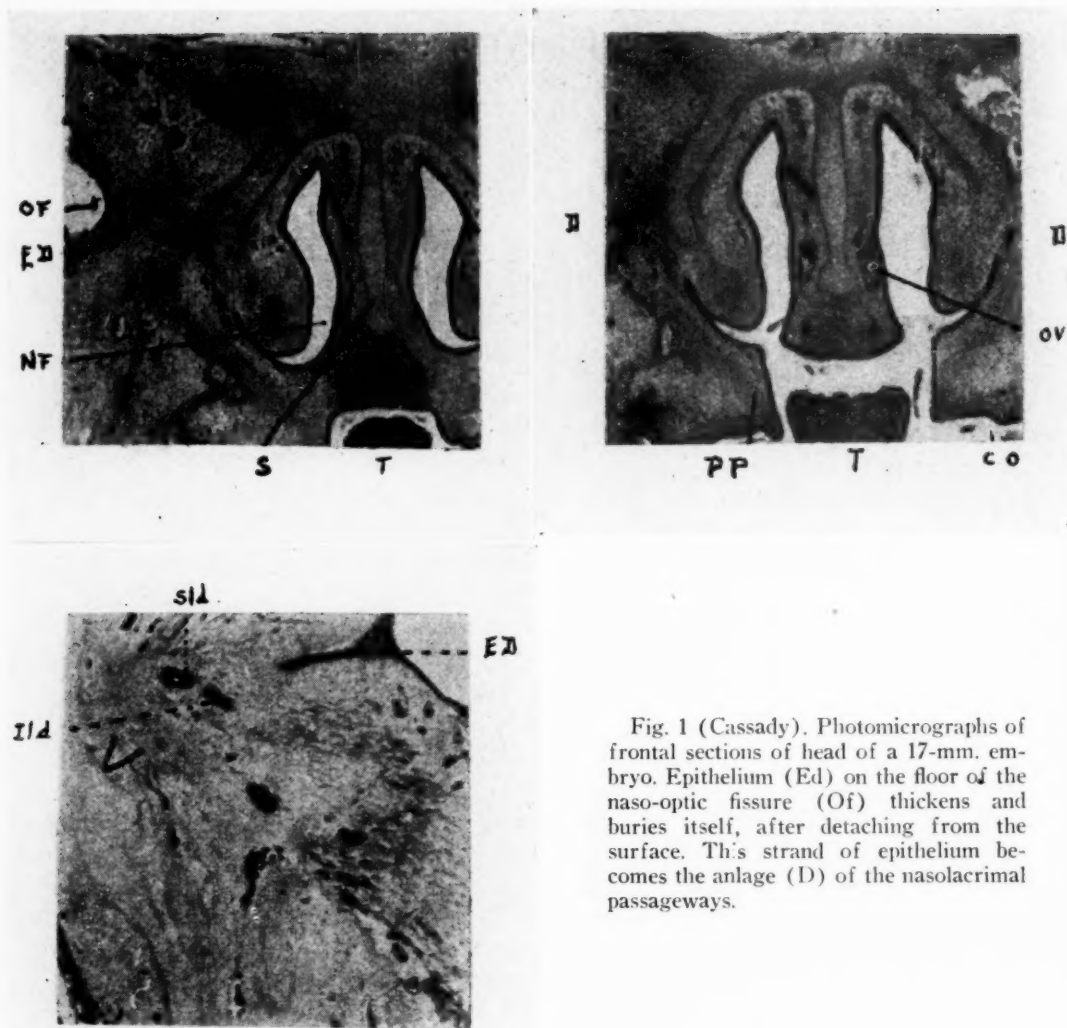 OF
ED
NF
S T
D D
OV
PP T CO
sld
ED
Ild
Fig. 1 (Cassady). Photomicrographs of
frontal sections of head of a 17-mm. em-
bryo. Epithelium (Ed) on the floor of the
naso-optic fissure (Of) thickens and
buries itself, after detaching from the
surface. This strand of epithelium be-
comes the anlage (D) of the nasolacrimal
passageways.